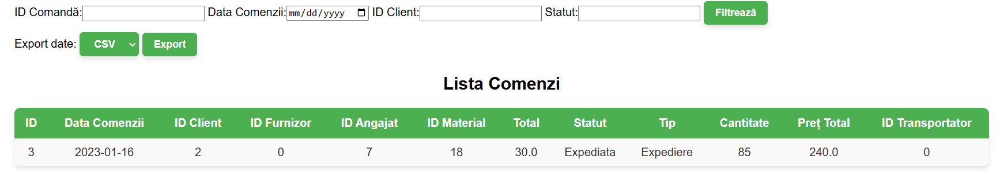 ID Comandă: Data Comenzii: mm/dd/yyyy ID Client: Statut: Filtrează
Export date: CSV Export
Lista Comenzi
ID Data Comenzii ID Client ID Furnizor ID Angajat ID Material Total Statut Tip Cantitate Preț Total ID Transportator
3 2023-01-16 2 0 7 18 30.0 Expediata Expediere 85 240.0 0